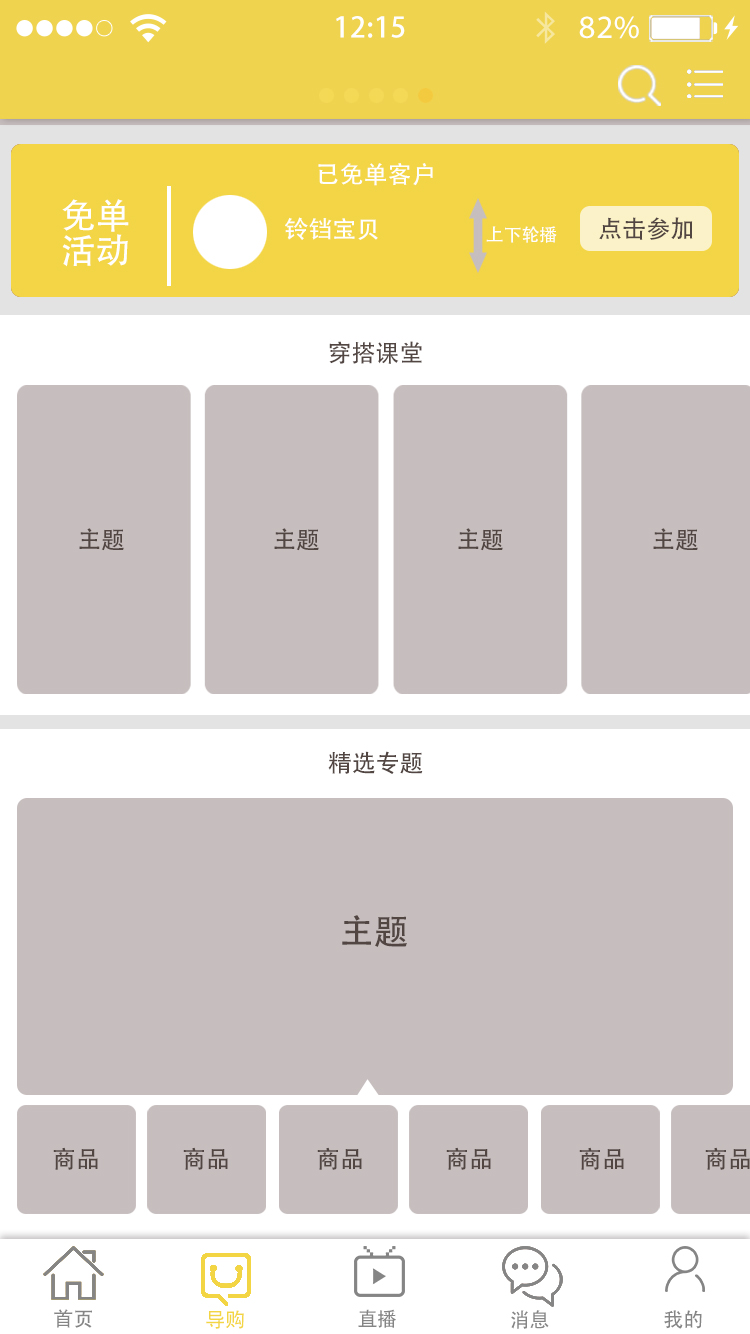 12:15
82%
已免单客户
免单
活动
铃铛宝贝
上下轮播
点击参加
穿搭课堂
主题
主题
主题
主题
精选专题
主题
商品
商品
商品
商品
商品
商品
首页
导购
直播
消息
我的